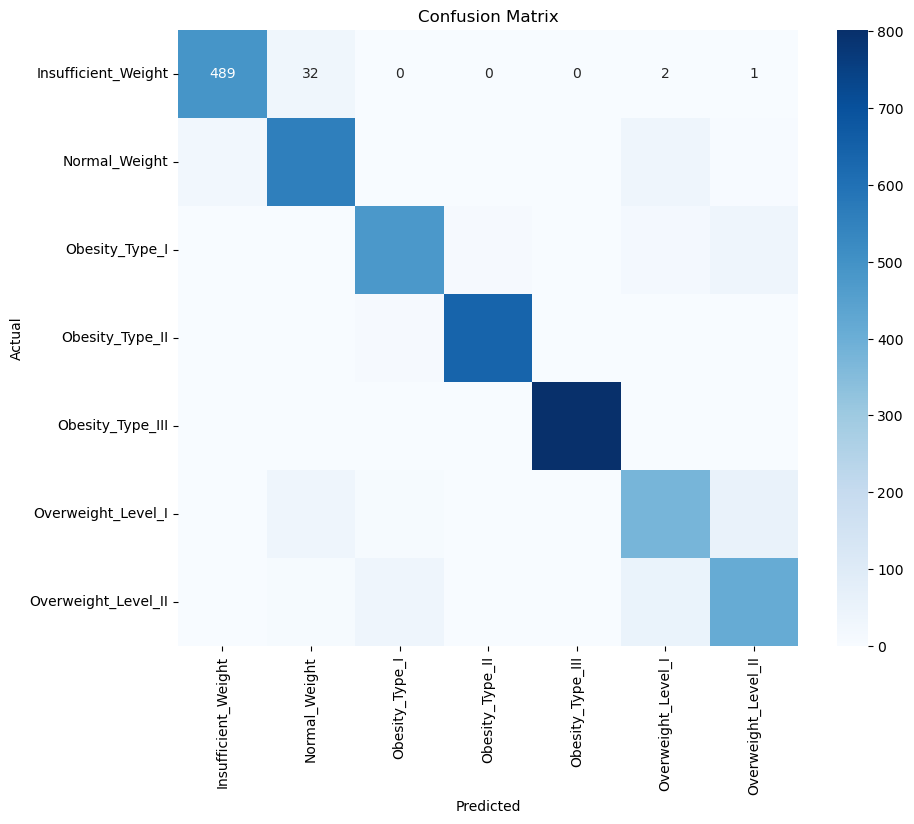 Confusion Matrix
Actual
Insufficient_Weight
489 32 0 0 0 2 1
Normal_Weight
Obesity_Type_I
Obesity_Type_II
Obesity_Type_III
Overweight_Level_I
Overweight_Level_II
Insufficient_Weight
Normal_Weight
Obesity_Type_I
Obesity_Type_II
Obesity_Type_III
Overweight_Level_I
Overweight_Level_II
Predicted
800
700
600
500
400
300
200
100
0